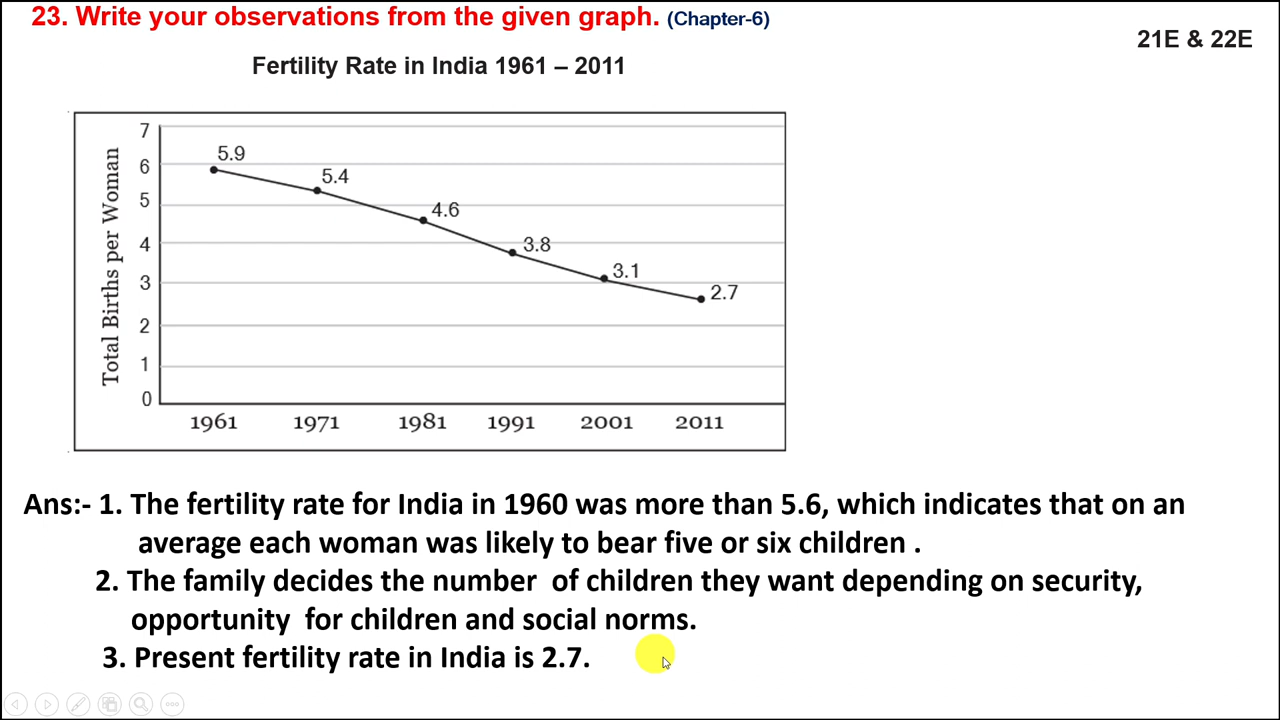 23. Write your observations from the given graph. (Chapter-6)
21E & 22E
Fertility Rate in India 1961 – 2011
Total Births per Woman
7
6
5
4
3
2
1
0
5.9
5.4
4.6
3.8
3.1
2.7
1961 1971 1981 1991 2001 2011
Ans:- 1. The fertility rate for India in 1960 was more than 5.6, which indicates that on an
average each woman was likely to bear five or six children .
2. The family decides the number of children they want depending on security,
opportunity for children and social norms.
3. Present fertility rate in India is 2.7.